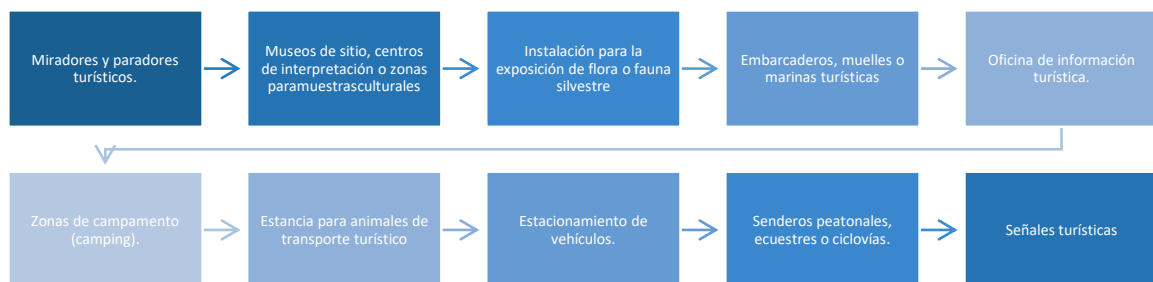 Miradores y paradores
turísticos.
Museos de sitio, centros
de interpretación o zonas
paramuestrasculturales
Instalación para la
exposición de flora o fauna
silvestre
Embarcaderos, muelles o
marinas turísticas
Oficina de información
turística.
Zonas de campamento
(camping).
Estancia para animales de
transporte turístico
Estacionamiento de
vehículos.
Senderos peatonales,
ecuestres o ciclovías.
Señales turísticas